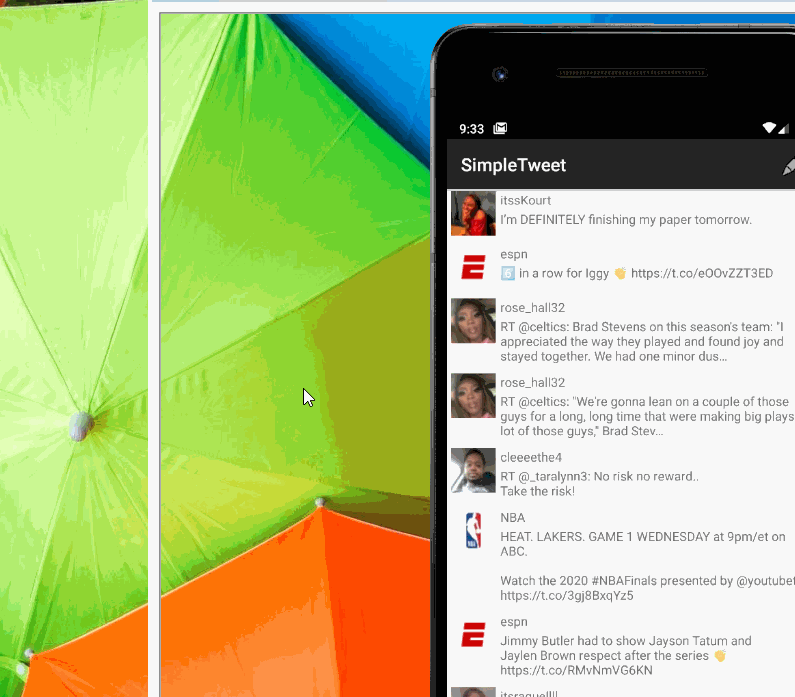 9:33
SimpleTweet
itssKourt
I'm DEFINITELY finishing my paper tomorrow.
espn
6️⃣ in a row for Iggy 👏 https://t.co/eOOvZZT3ED
rose_hall32
RT @celtics: Brad Stevens on this season's team: "I
appreciated the way they played and found joy and
stayed together. We had one minor dus…
rose_hall32
RT @celtics: "We're gonna lean on a couple of those
guys for a long, long time that were making big plays
lot of those guys," Brad Stev…
cleeeethe4
RT @_taralynn3: No risk no reward..
Take the risk!
NBA
HEAT. LAKERS. GAME 1 WEDNESDAY at 9pm/et on
ABC.
Watch the 2020 #NBAFinals presented by @youtubet
https://t.co/3gj8BxqYz5
espn
Jimmy Butler had to show Jayson Tatum and
Jaylen Brown respect after the series 👏
https://t.co/RMvNmVG6KN